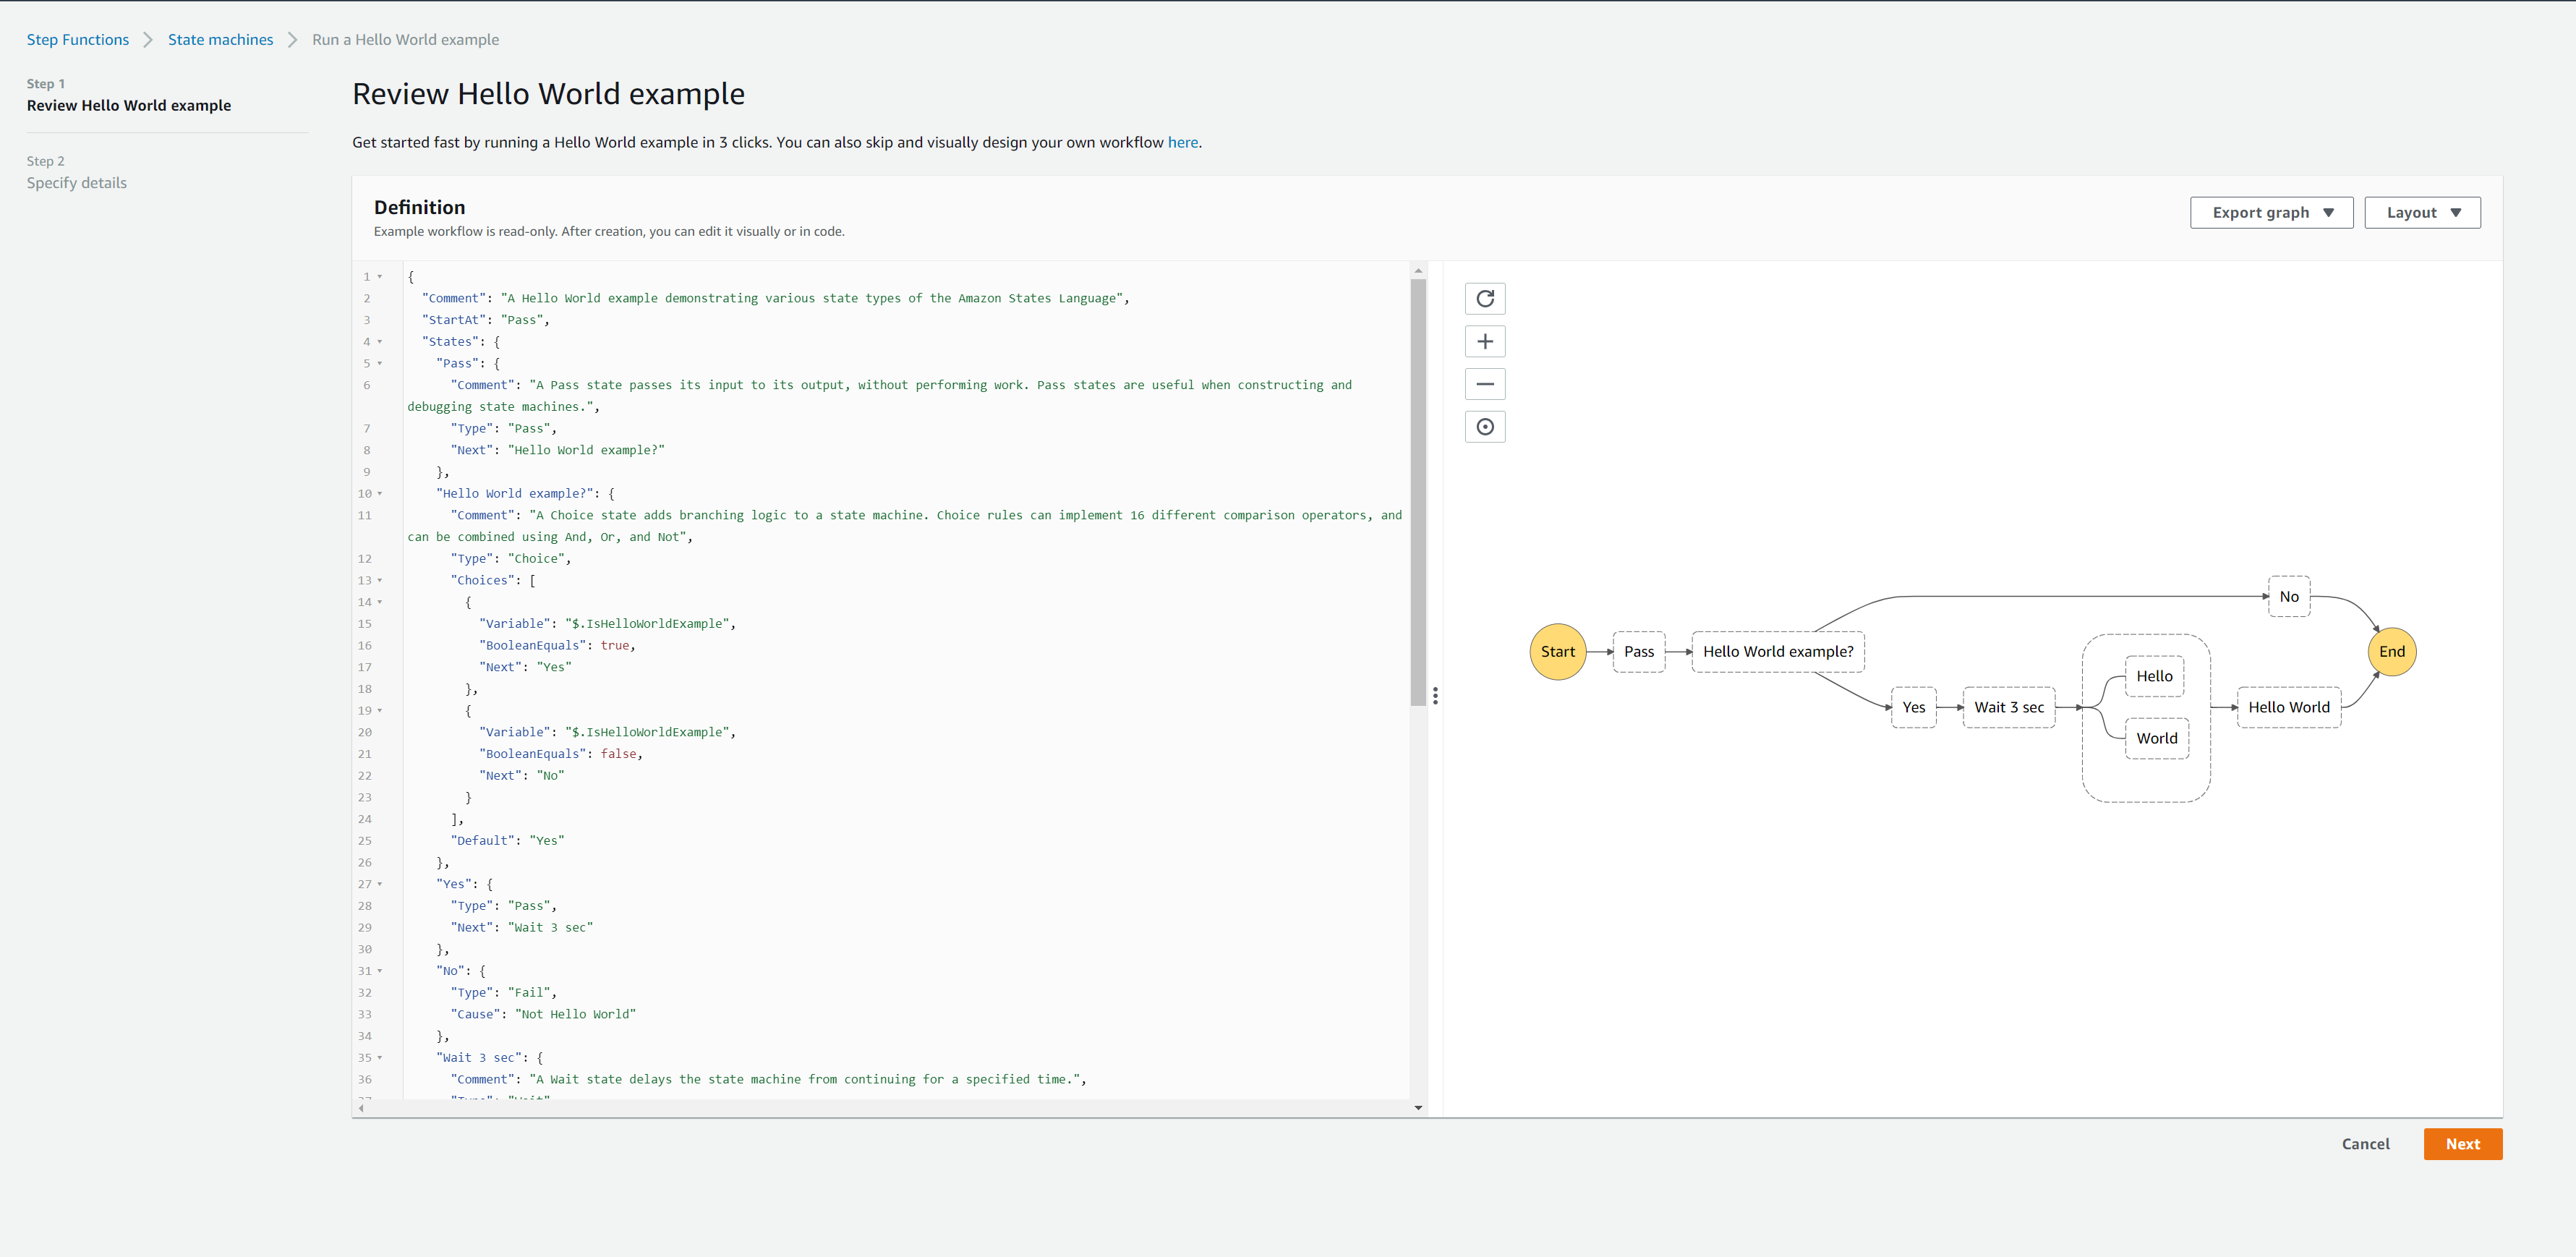 Step Functions > State machines > Run a Hello World example
Step 1
Review Hello World example
Step 2
Specify details
Review Hello World example
Get started fast by running a Hello World example in 3 clicks. You can also skip and visually design your own workflow here.
Definition
Example workflow is read-only. After creation, you can edit it visually or in code.
Export graph
Layout
1 {
2 "Comment": "A Hello World example demonstrating various state types of the Amazon States Language",
3 "StartAt": "Pass",
4 "States": {
5 "Pass": {
6 "Comment": "A Pass state passes its input to its output, without performing work. Pass states are useful when constructing and
debugging state machines.",
7 "Type": "Pass",
8 "Next": "Hello World example?"
9 },
10 "Hello World example?": {
11 "Comment": "A Choice state adds branching logic to a state machine. Choice rules can implement 16 different comparison operators, and
can be combined using And, Or, and Not",
12 "Type": "Choice",
13 "Choices": [
14 {
15 "Variable": "$.IsHelloWorldExample",
16 "BooleanEquals": true,
17 "Next": "Yes"
18 },
19 {
20 "Variable": "$.IsHelloWorldExample",
21 "BooleanEquals": false,
22 "Next": "No"
23 }
24 ],
25 "Default": "Yes"
26 },
27 "Yes": {
28 "Type": "Pass",
29 "Next": "Wait 3 sec"
30 },
31 "No": {
32 "Type": "Fail",
33 "Cause": "Not Hello World"
34 },
35 "Wait 3 sec": {
36 "Comment": "A Wait state delays the state machine from continuing for a specified time.",
Start
Pass
Hello World example?
No
Yes
Wait 3 sec
Hello
World
Hello World
End
Cancel
Next